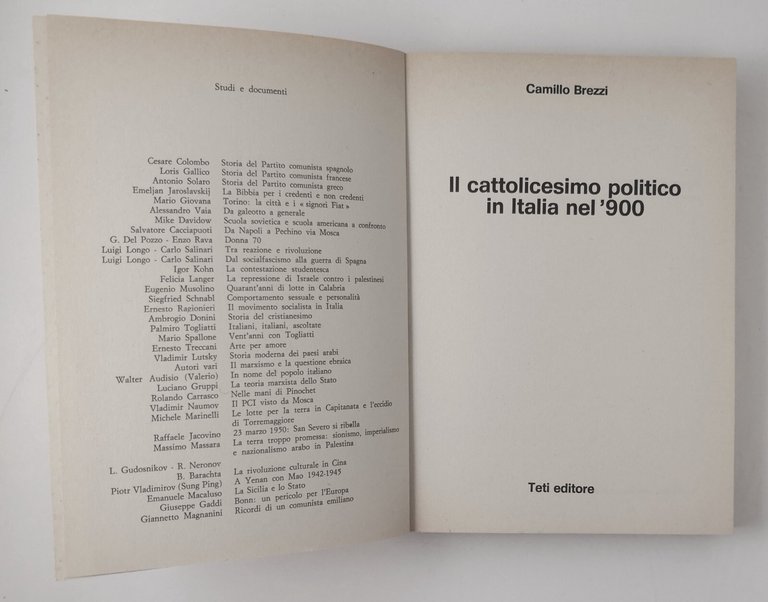 Studi e documenti
Cesare Colombo Storia del Partito comunista spagnolo
Loris Gallico Storia del Partito comunista francese
Antonio Solaro Storia del Partito comunista greco
Emeljan Jaroslavskij La Bibbia per i credenti e non credenti
Mario Giovana Torino: la città e i « signori Fiat »
Alessandro Vaia Da galeotto a generale
Mike Davidow Scuola sovietica e scuola americana a confronto
Salvatore Cacciapuoti Da Napoli a Pechino via Mosca
G. Del Pozzo - Enzo Rava Donna 70
Luigi Longo - Carlo Salinari Tra reazione e rivoluzione
Luigi Longo - Carlo Salinari Dal socialfascismo alla guerra di Spagna
Igor Kohn La contestazione studentesca
Felicia Langer La repressione di Israele contro i palestinesi
Eugenio Musolino Quarant'anni di lotte in Calabria
Siegfried Schnabl Comportamento sessuale e personalità
Ernesto Ragionieri Il movimento socialista in Italia
Ambrogio Donini Storia del cristianesimo
Palmiro Togliatti Italiani, italiani, ascoltate
Mario Spallone Vent'anni con Togliatti
Ernesto Treccani Arte per amore
Vladimir Lutsky Storia moderna dei paesi arabi
Autori vari Il marxismo e la questione ebraica
Walter Audisio (Valerio) In nome del popolo italiano
Luciano Gruppi La teoria marxista dello Stato
Rolando Carrasco Nelle mani di Pinochet
Vladimir Naumov Il PCI visto da Mosca
Michele Marinelli Le lotte per la terra in Capitanata e l'eccidio
di Torremaggiore
Raffaele Jacovino 23 marzo 1950: San Severo si ribella
Massimo Massara La terra troppo promessa: sionismo, imperialismo
e nazionalismo arabo in Palestina
L. Gudosnikov - R. Neronov
B. Barachta La rivoluzione culturale in Cina
Piotr Vladimirov (Sung Ping) A Yenan con Mao 1942-1945
Emanuele Macaluso La Sicilia e lo Stato
Giuseppe Gaddi Bonn: un pericolo per l'Europa
Giannetto Magnanini Ricordi di un comunista emiliano
Camillo Brezzi
Il cattolicesimo politico
in Italia nel '900
Teti editore